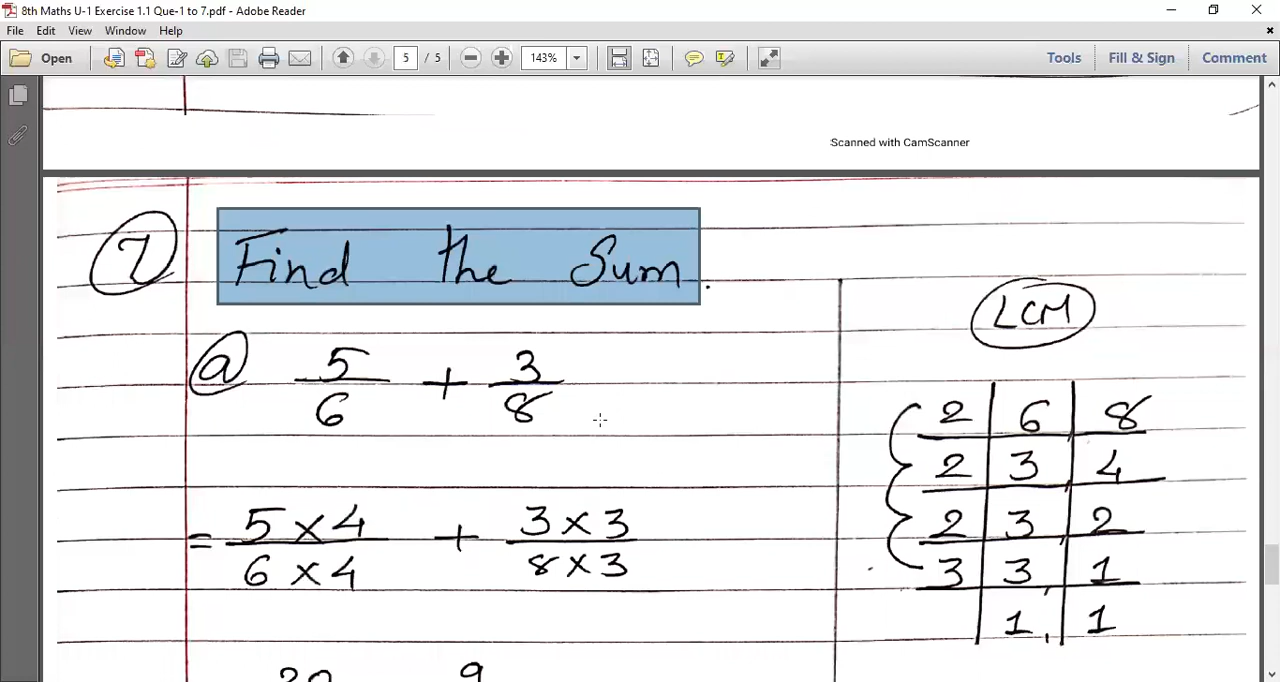 8th Maths U-1 Exercise 1.1 Que-1 to 7.pdf - Adobe Reader
File Edit View Window Help
Open 5 / 5 143% Tools Fill & Sign Comment
Scanned with CamScanner
7 Find the Sum.
LCM
a 5/6 + 3/8
2 | 6 | 8
2 | 3 | 4
= 5 × 4 / 6 × 4 + 3 × 3 / 8 × 3
2 | 3, | 2
3 | 3, | 1
1, | 1
20 9